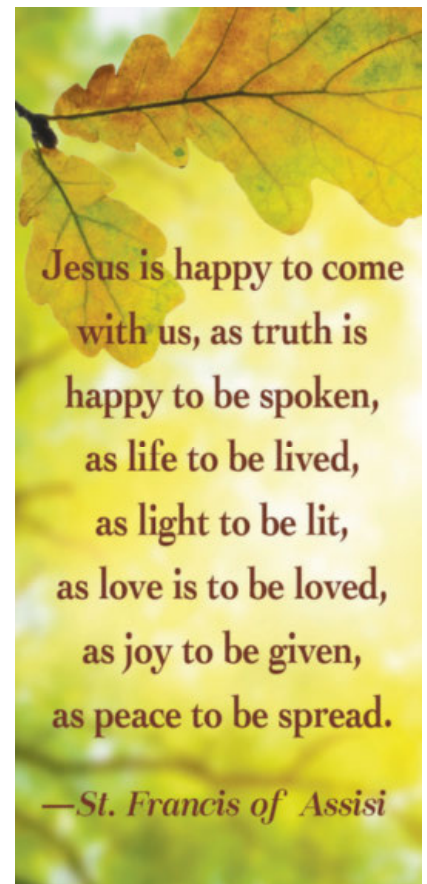 Jesus is happy to come
with us, as truth is
happy to be spoken,
as life to be lived,
as light to be lit,
as love is to be loved,
as joy to be given,
as peace to be spread.
—St. Francis of Assisi